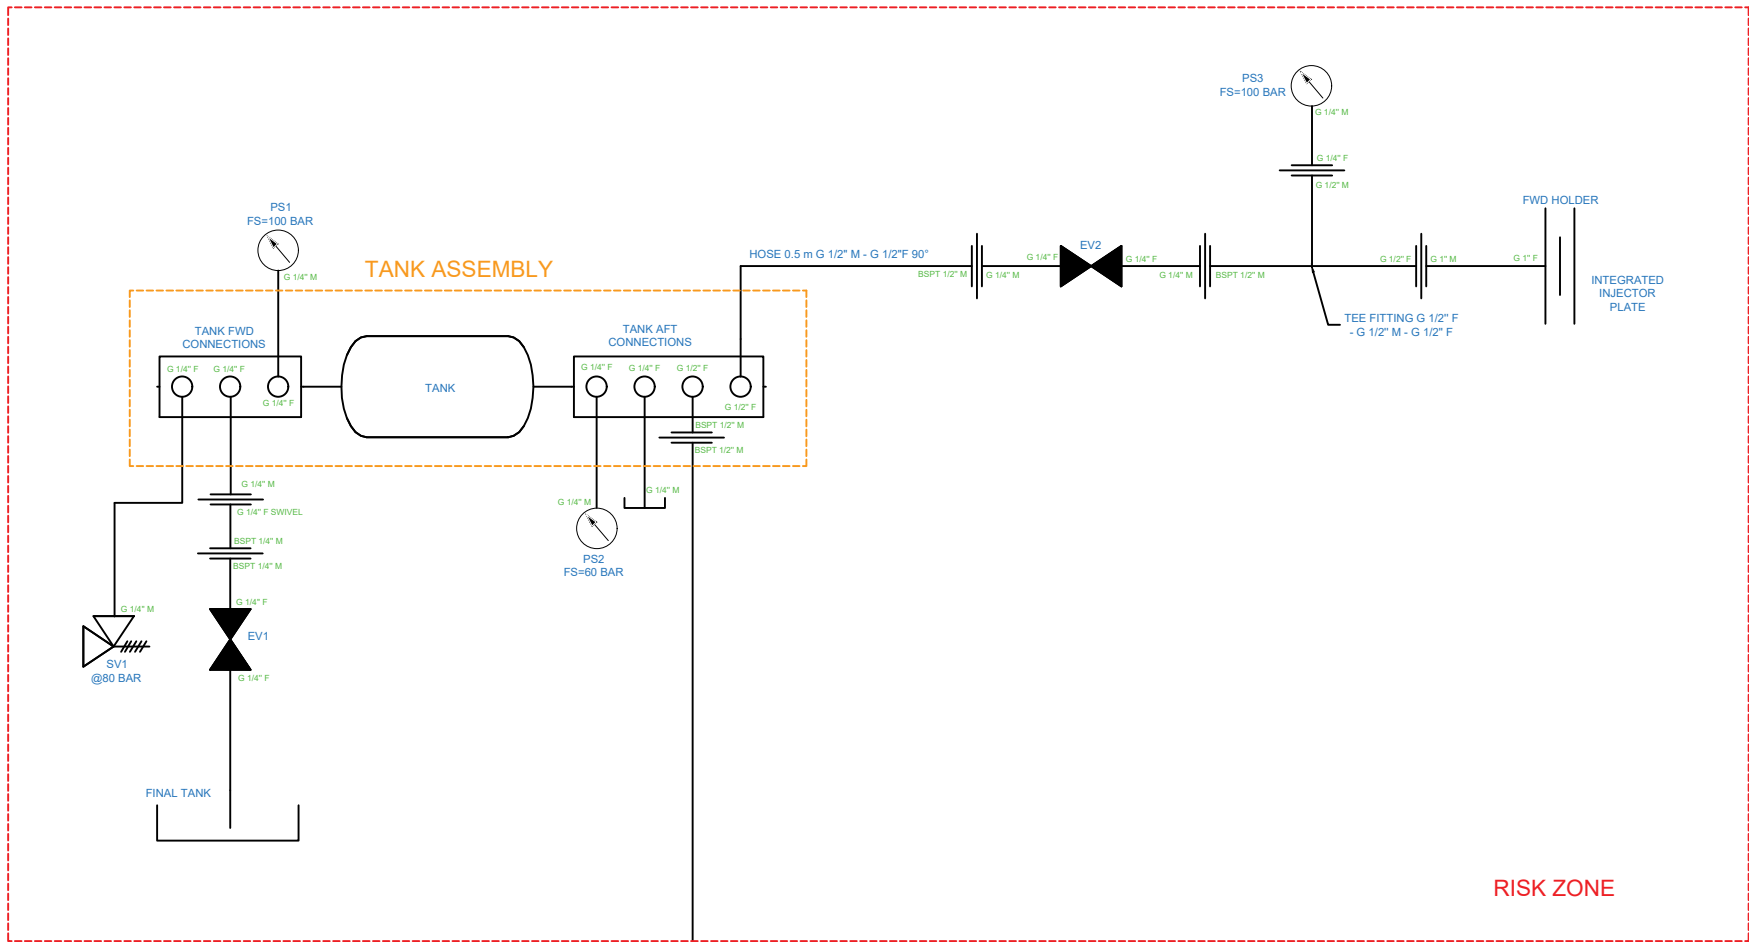 PS3
FS=100 BAR
G 1/4" M
G 1/4" F
G 1/2" M
FWD HOLDER
PS1
FS=100 BAR
G 1/4" M
TANK ASSEMBLY
HOSE 0.5 m G 1/2" M - G 1/2"F 90°
BSPT 1/2" M
G 1/4" M
G 1/4" F
EV2
G 1/4" F
G 1/4" M
BSPT 1/2" M
G 1/2" F
G 1" M
G 1" F
INTEGRATED
INJECTOR
PLATE
TEE FITTING G 1/2" F
- G 1/2" M - G 1/2" F
TANK FWD
CONNECTIONS
G 1/4" F
G 1/4" F
G 1/4" F
TANK
TANK AFT
CONNECTIONS
G 1/4" F
G 1/4" F
G 1/2" F
G 1/2" F
BSPT 1/2" M
BSPT 1/2" M
G 1/4" M
G 1/4" F SWIVEL
BSPT 1/4" M
BSPT 1/4" M
G 1/4" M
G 1/4" M
PS2
FS=60 BAR
G 1/4" M
SV1
@80 BAR
G 1/4" F
EV1
G 1/4" F
FINAL TANK
RISK ZONE